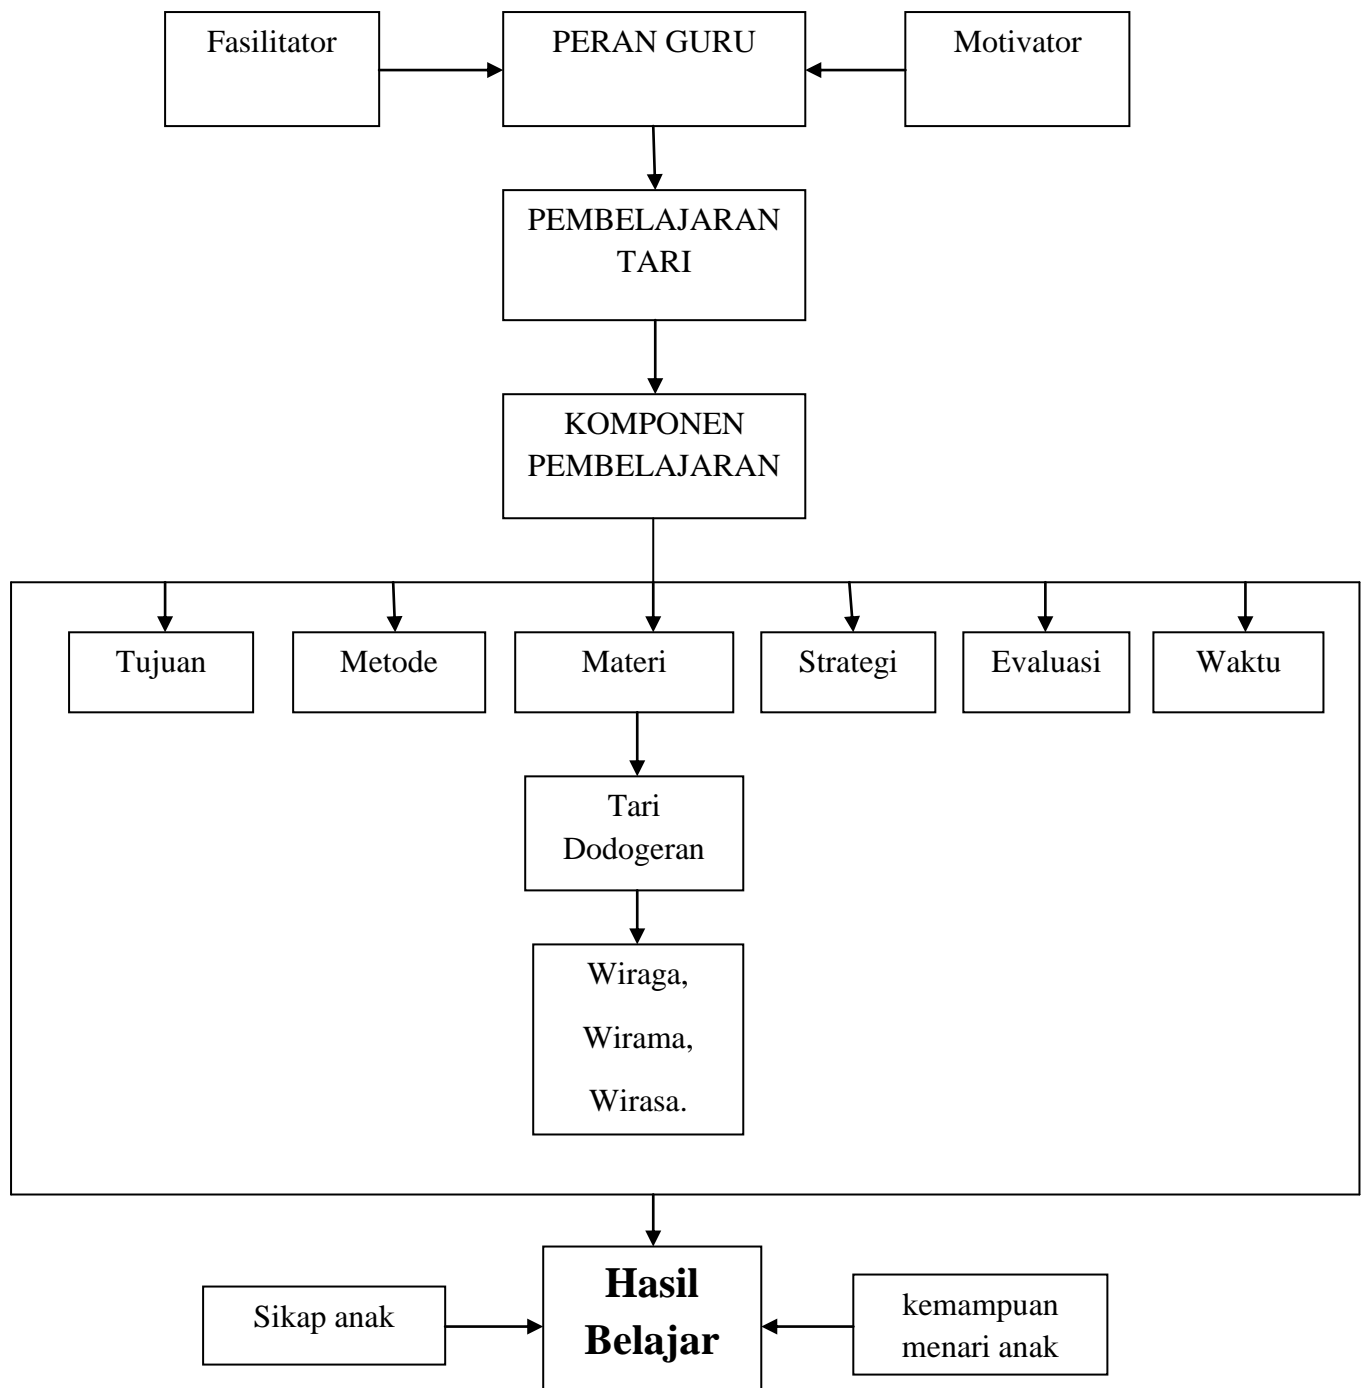 Fasilitator
PERAN GURU
Motivator
PEMBELAJARAN
TARI
KOMPONEN
PEMBELAJARAN
Tujuan
Metode
Materi
Strategi
Evaluasi
Waktu
Tari
Dodogeran
Wiraga,
Wirama,
Wirasa.
Sikap anak
Hasil
Belajar
kemampuan
menari anak